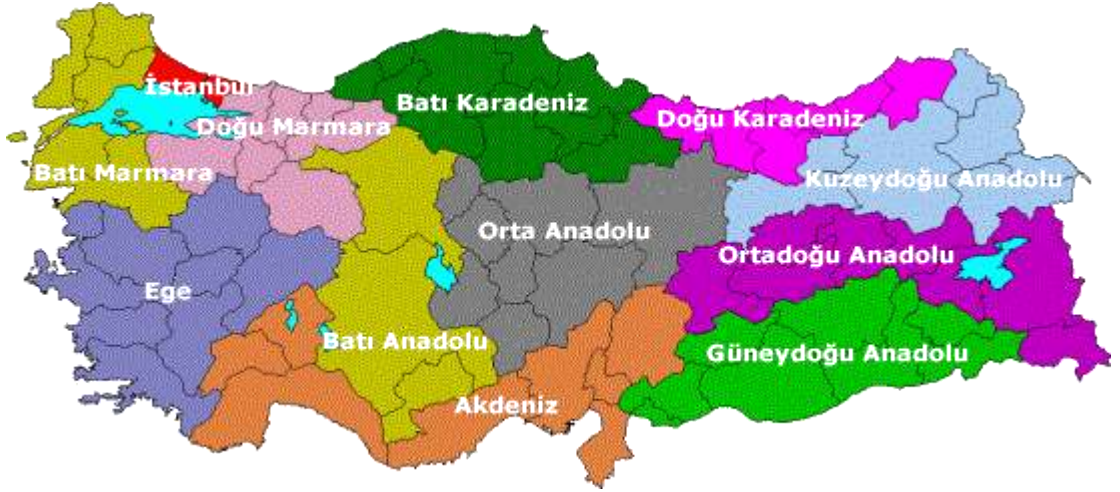 İstanbul
Batı Karadeniz
Doğu Karadeniz
Doğu Marmara
Batı Marmara
Kuzeydoğu Anadolu
Orta Anadolu
Ortadoğu Anadolu
Ege
Batı Anadolu
Güneydoğu Anadolu
Akdeniz